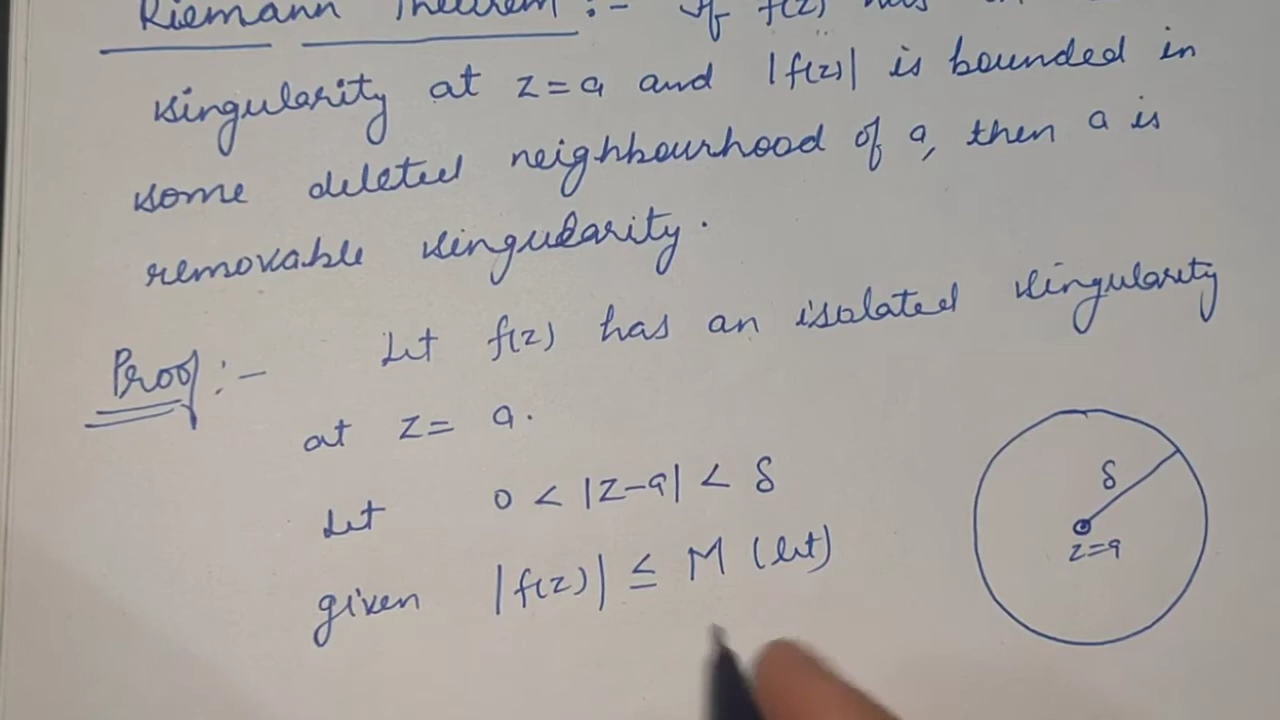 Riemann Theorem :- If f(z) has
singularity at z=a and |f(z)| is bounded in
some deleted neighbourhood of a, then a is
removable singularity.
Proof :- Let f(z) has an isolated singularity
at z= a.
Let 0 < |z-a| < δ
given |f(z)| ≤ M (let)
δ
z=a